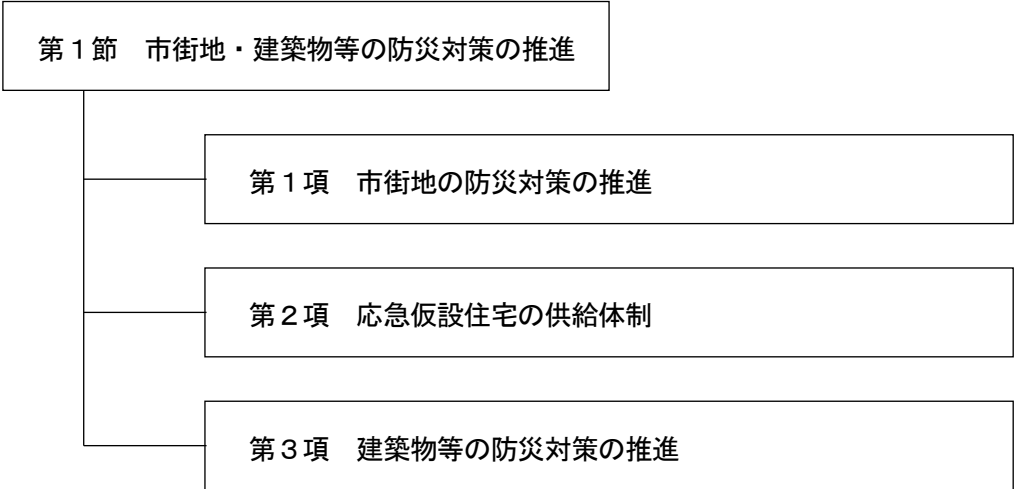 第１節　市街地・建築物等の防災対策の推進
第１項　市街地の防災対策の推進
第２項　応急仮設住宅の供給体制
第３項　建築物等の防災対策の推進